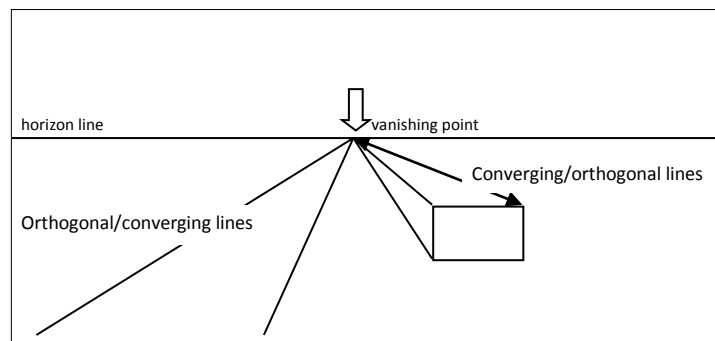 horizon line
vanishing point
Converging/orthogonal lines
Orthogonal/converging lines